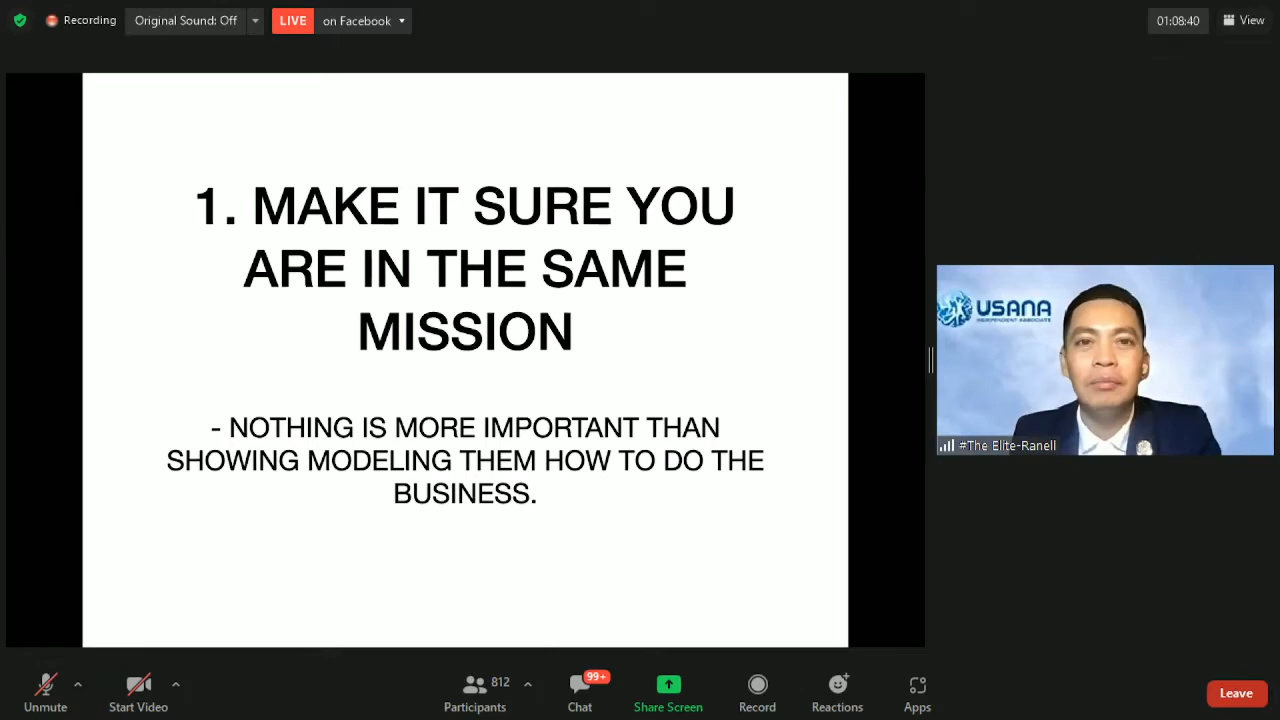 Recording
Original Sound: Off
LIVE on Facebook
01:08:40
View
1. MAKE IT SURE YOU
ARE IN THE SAME
MISSION
- NOTHING IS MORE IMPORTANT THAN
SHOWING MODELING THEM HOW TO DO THE
BUSINESS.
USANA
INDEPENDENT ASSOCIATE
#The Elite-Ranell
Unmute
Start Video
812
Participants
99+
Chat
Share Screen
Record
Reactions
Apps
Leave